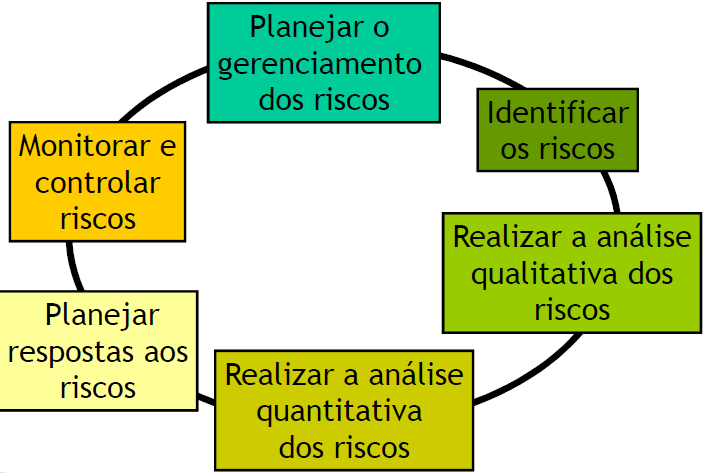 Planejar o
gerenciamento
dos riscos
Identificar
os riscos
Realizar a análise
qualitativa dos
riscos
Realizar a análise
quantitativa
dos riscos
Planejar
respostas aos
riscos
Monitorar e
controlar
riscos